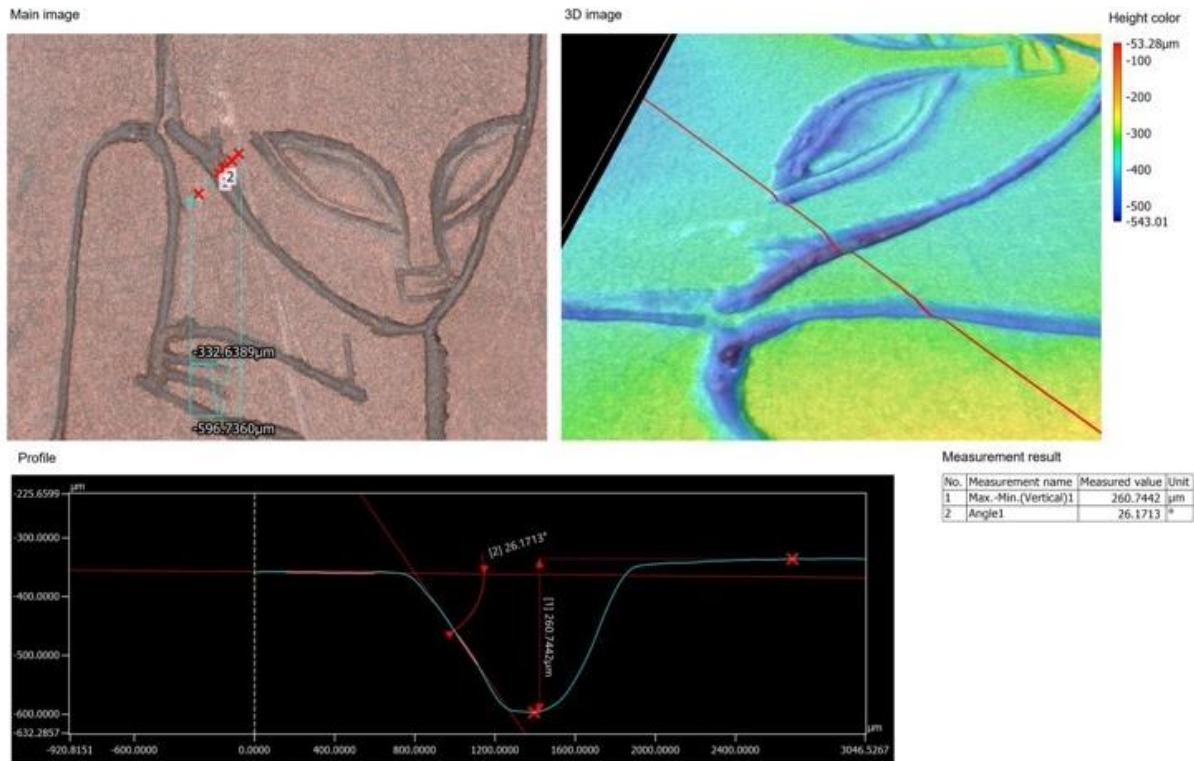 Main image
3D image
Height color
-53.28μm
-100
-200
-300
-400
-500
-543.01
2
-332.6389μm
-596.7360μm
Profile
Measurement result
No. Measurement name Measured value Unit
1 Max.-Min.(Vertical)1 260.7442 μm
2 Angle1 26.1713 °
μm
-225.6599
-300.0000
-400.0000
-500.0000
-600.0000
-632.2857
[2] 26.1713°
[1] 260.7442μm
μm
-920.8151 -600.0000 0.0000 400.0000 800.0000 1200.0000 1600.0000 2000.0000 2400.0000 3046.5267